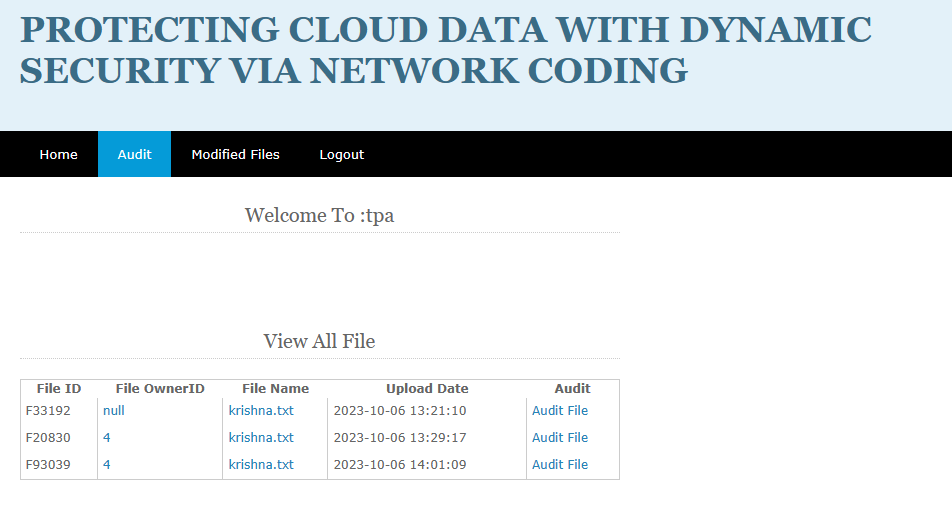 PROTECTING CLOUD DATA WITH DYNAMIC
SECURITY VIA NETWORK CODING
Home Audit Modified Files Logout
Welcome To :tpa
View All File
File ID File OwnerID File Name Upload Date Audit
F33192 null krishna.txt 2023-10-06 13:21:10 Audit File
F20830 4 krishna.txt 2023-10-06 13:29:17 Audit File
F93039 4 krishna.txt 2023-10-06 14:01:09 Audit File